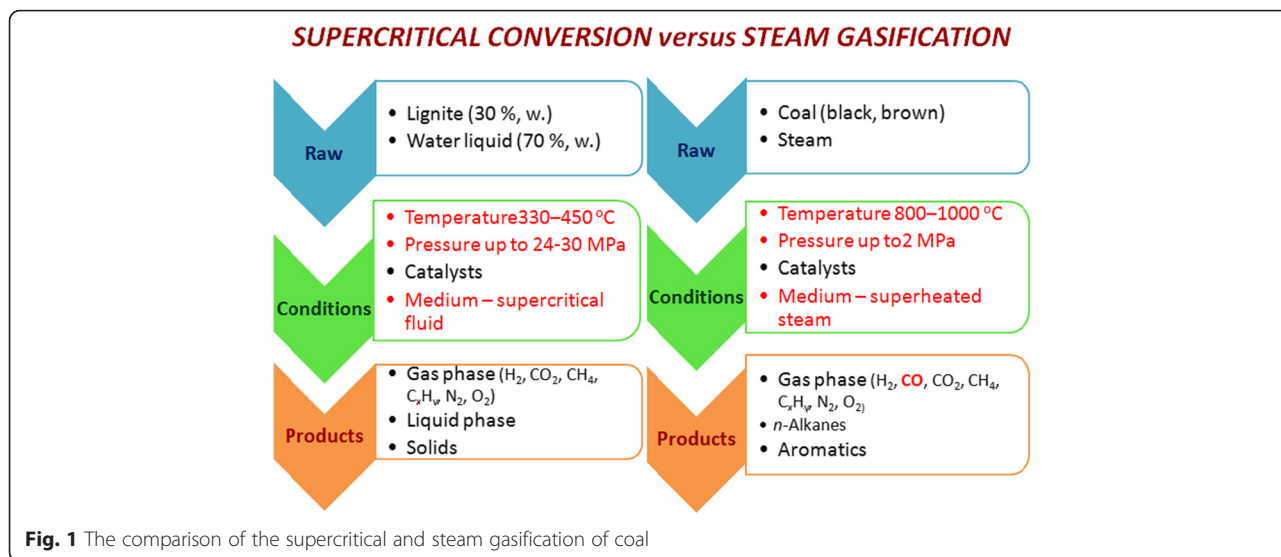 SUPERCRITICAL CONVERSION versus STEAM GASIFICATION
Raw
• Lignite (30 %, w.)
• Water liquid (70 %, w.)
Conditions
• Temperature330–450 °C
• Pressure up to 24-30 MPa
• Catalysts
• Medium – supercritical
fluid
Products
• Gas phase (H₂, CO₂, CH₄,
CₓHᵧ, N₂, O₂)
• Liquid phase
• Solids
Raw
• Coal (black, brown)
• Steam
Conditions
• Temperature 800–1000 °C
• Pressure up to2 MPa
• Catalysts
• Medium – superheated
steam
Products
• Gas phase (H₂, CO, CO₂, CH₄,
CₓHᵧ, N₂, O₂)
• n-Alkanes
• Aromatics
Fig. 1 The comparison of the supercritical and steam gasification of coal